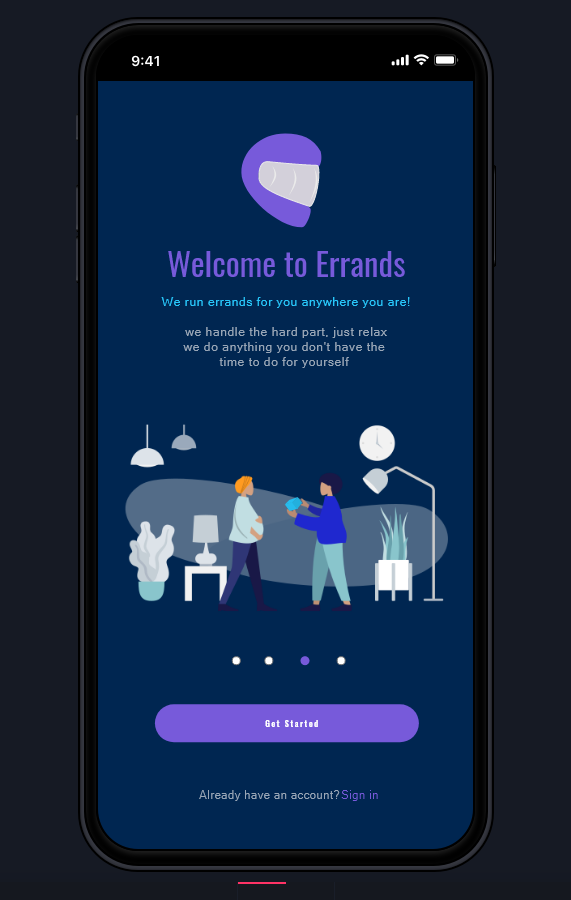 9:41
Welcome to Errands
We run errands for you anywhere you are!
we handle the hard part, just relax
we do anything you don't have the
time to do for yourself
Get Started
Already have an account? Sign in